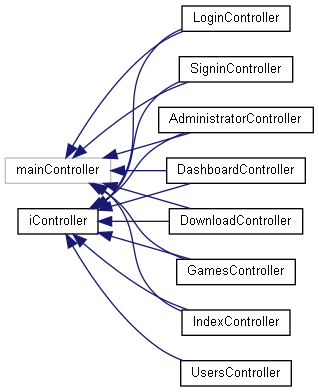 LoginController
SigninController
AdministratorController
mainController
DashboardController
iController
DownloadController
GamesController
IndexController
UsersController